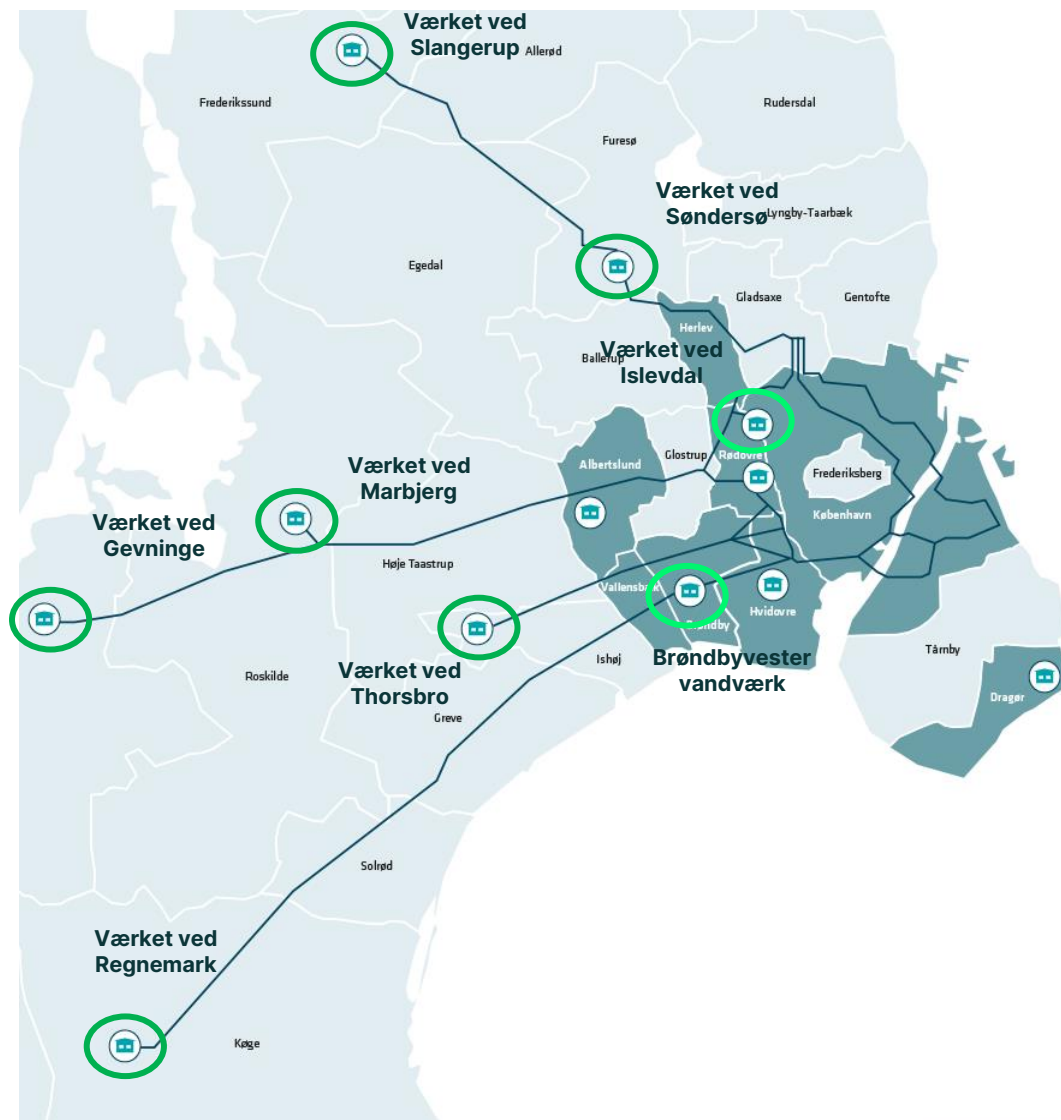 Værket ved
Slangerup
Allerød
Frederikssund
Rudersdal
Furesø
Værket ved
Søndersø
Lyngby-Taarbæk
Egedal
Gladsaxe
Gentofte
Herlev
Værket ved
Islevdal
Ballerup
Værket ved
Marbjerg
Albertslund
Glostrup
Rødovre
Frederiksberg
København
Værket ved
Gevninge
Høje Taastrup
Vallensbæk
Brøndby
Hvidovre
Værket ved
Thorsbro
Ishøj
Brøndbyvester
vandværk
Tårnby
Dragør
Roskilde
Greve
Solrød
Værket ved
Regnemark
Køge